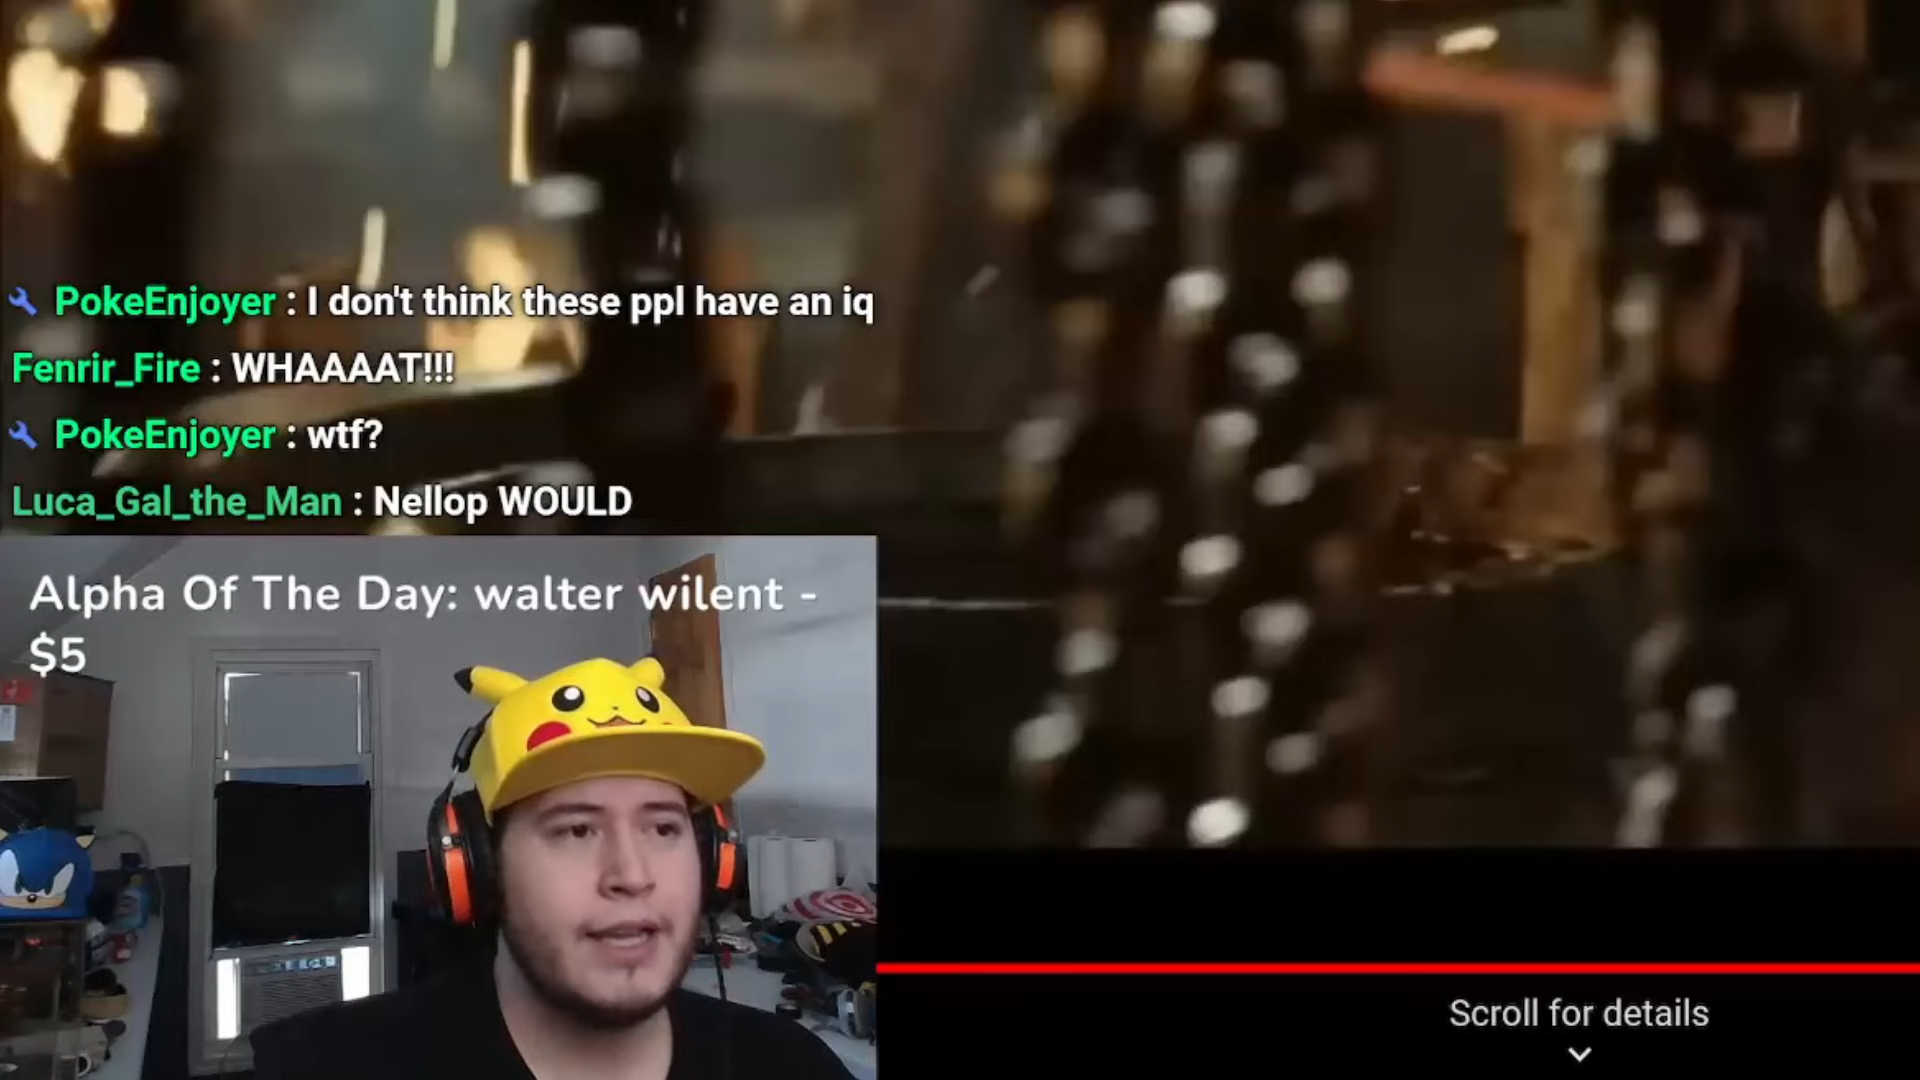 PokeEnjoyer : I don't think these ppl have an iq
Fenrir_Fire : WHAAAAT!!!
PokeEnjoyer : wtf?
Luca_Gal_the_Man : Nellop WOULD
Alpha Of The Day: walter wilent -
$5
Scroll for details